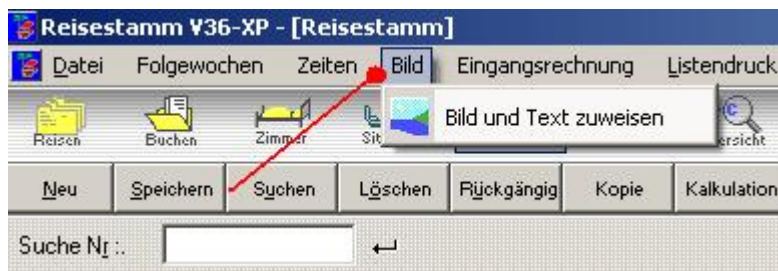 Reisestamm V36-XP - [Reisestamm]
Datei Folgewochen Zeiten Bild Eingangsrechnung Listendruck
Bild und Text zuweisen
Reisen Buchen Zimmer
Neu Speichern Suchen Löschen Rückgängig Kopie Kalkulation
Suche Nr :.